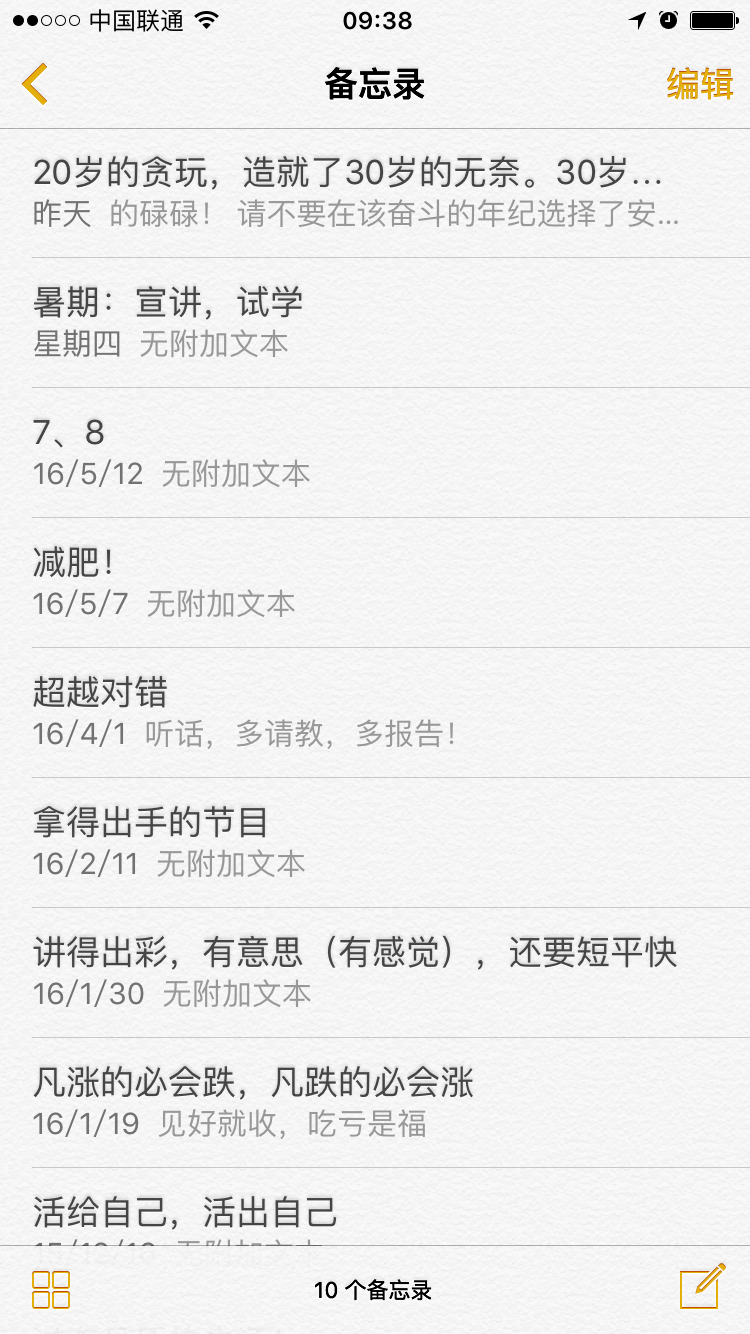 中国联通 09:38
备忘录 编辑
20岁的贪玩，造就了30岁的无奈。30岁…
昨天 的碌碌！ 请不要在该奋斗的年纪选择了安…
暑期：宣讲，试学
星期四 无附加文本
7、8
16/5/12 无附加文本
减肥！
16/5/7 无附加文本
超越对错
16/4/1 听话，多请教，多报告！
拿得出手的节目
16/2/11 无附加文本
讲得出彩，有意思（有感觉），还要短平快
16/1/30 无附加文本
凡涨的必会跌，凡跌的必会涨
16/1/19 见好就收，吃亏是福
活给自己，活出自己
无附加文本
10 个备忘录